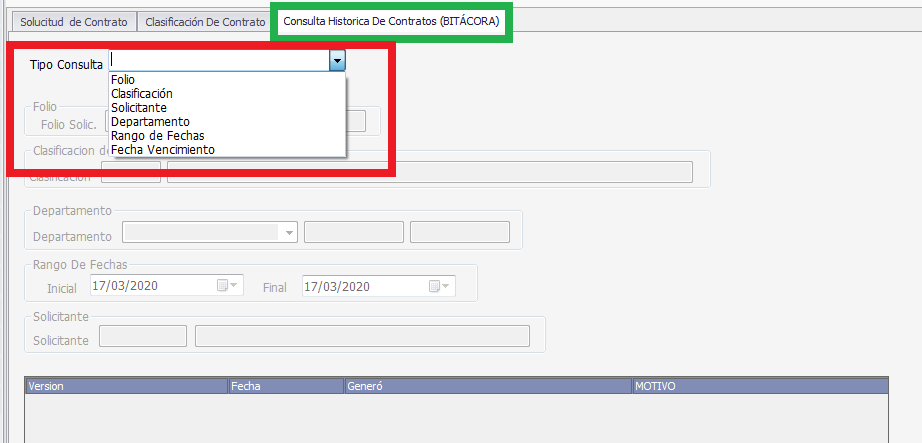 Solucitud de Contrato
Clasificación De Contrato
Consulta Historica De Contratos (BITÁCORA)
Tipo Consulta
Folio
Clasificación
Solicitante
Departamento
Rango de Fechas
Fecha Vencimiento
Folio
Folio Solic.
Clasificacion de
Clasificacion
Departamento
Departamento
Rango De Fechas
Inicial 17/03/2020 Final 17/03/2020
Solicitante
Solicitante
Version Fecha Generó MOTIVO